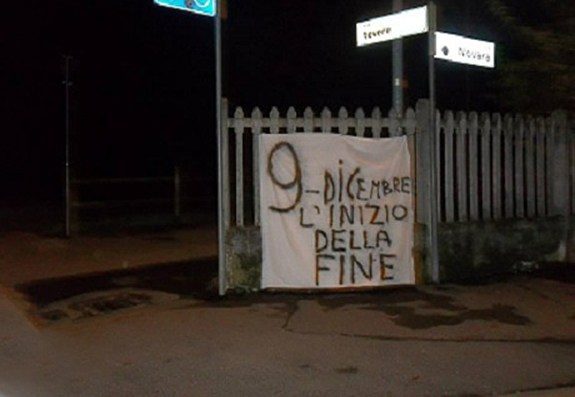 Novara
9-DICEMBRE
L'INIZIO
DELLA
FINE